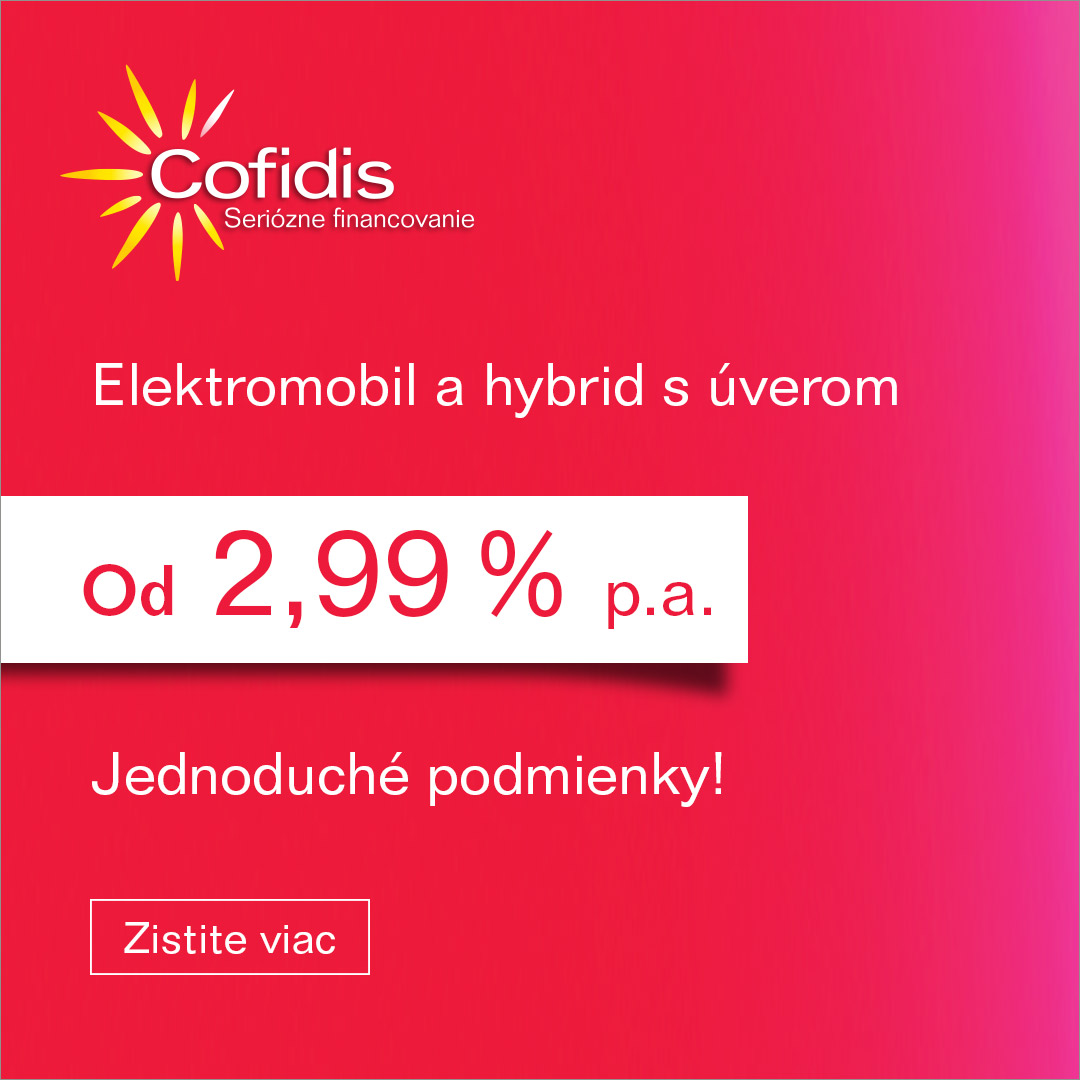 Cofidis
Seriózne financovanie
Elektromobil a hybrid s úverom
Od 2,99 % p.a.
Jednoduché podmienky!
Zistite viac